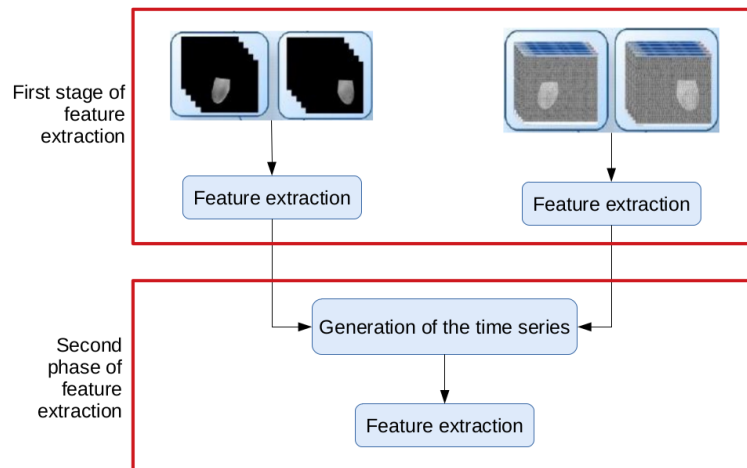 First stage of
feature
extraction
Feature extraction
Feature extraction
Generation of the time series
Second
phase of
feature
extraction
Feature extraction